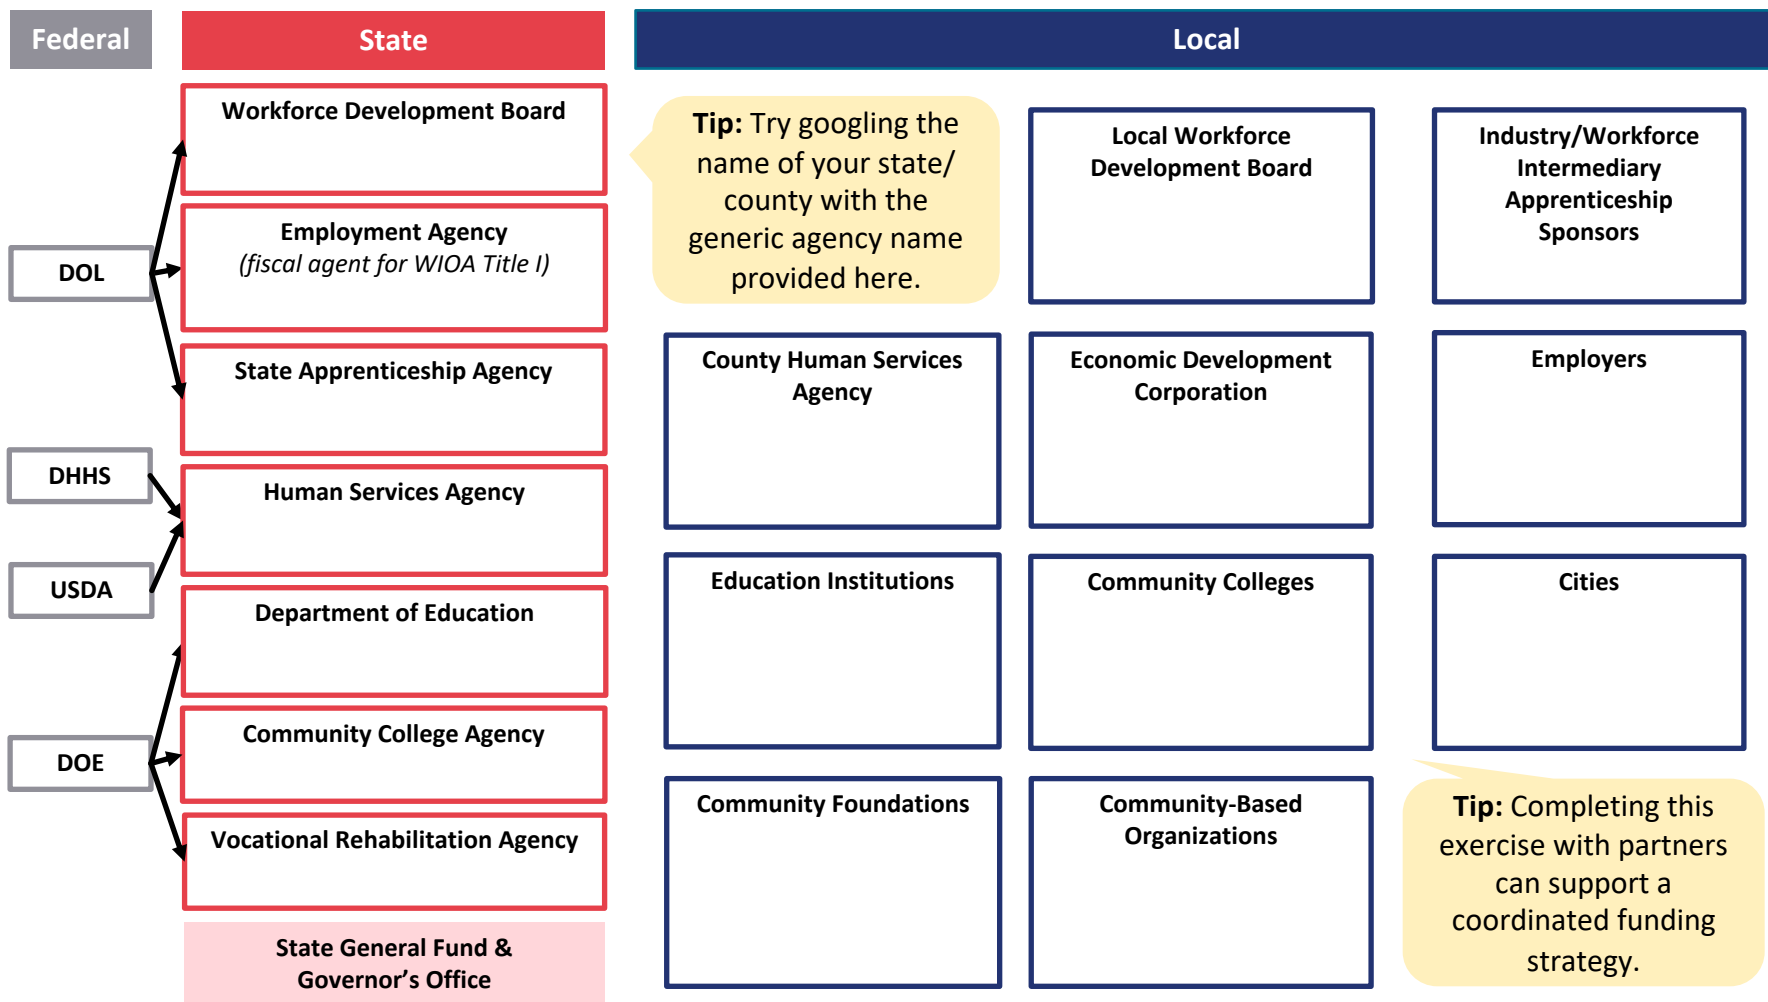 Federal
State
Local
DOL
DHHS
USDA
DOE
Workforce Development Board
Employment Agency
(fiscal agent for WIOA Title I)
State Apprenticeship Agency
Human Services Agency
Department of Education
Community College Agency
Vocational Rehabilitation Agency
State General Fund &
Governor’s Office
Tip: Try googling the
name of your state/
county with the
generic agency name
provided here.
Local Workforce
Development Board
Industry/Workforce
Intermediary
Apprenticeship
Sponsors
County Human Services
Agency
Economic Development
Corporation
Employers
Education Institutions
Community Colleges
Cities
Community Foundations
Community-Based
Organizations
Tip: Completing this
exercise with partners
can support a
coordinated funding
strategy.